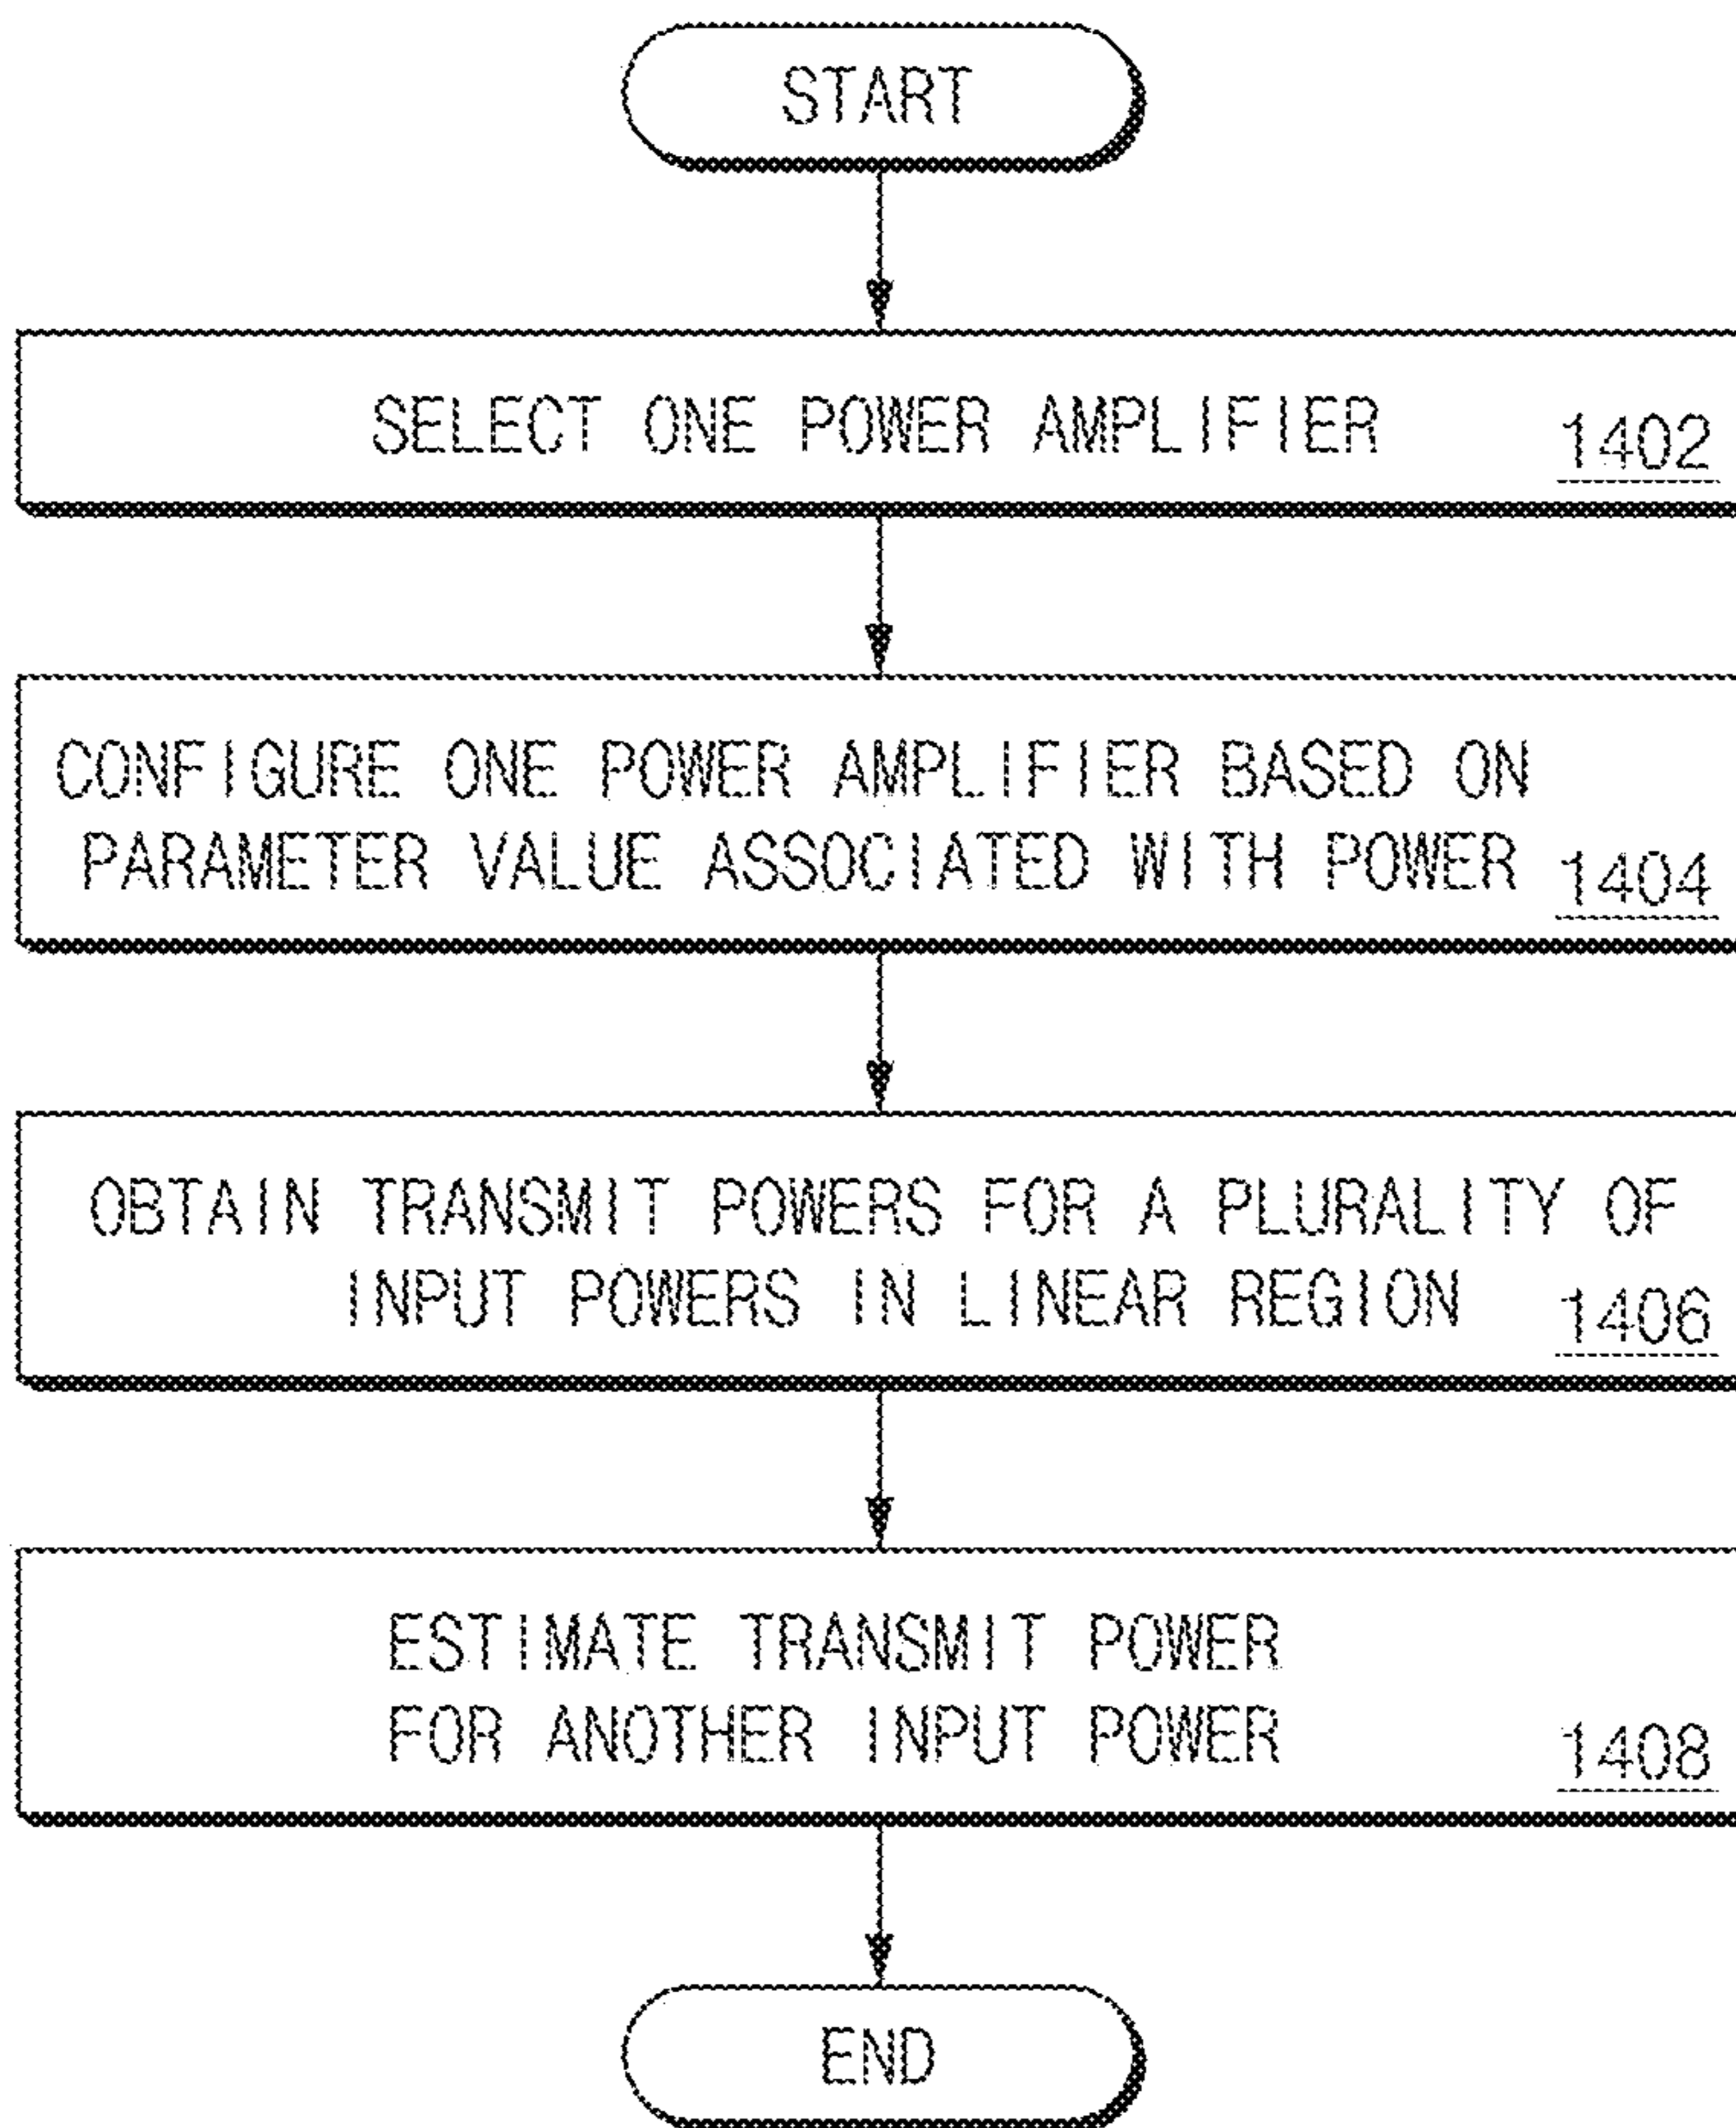 START
SELECT ONE POWER AMPLIFIER
1402
CONFIGURE ONE POWER AMPLIFIER BASED ON
PARAMETER VALUE ASSOCIATED WITH POWER
1404
OBTAIN TRANSMIT POWERS FOR A PLURALITY OF
INPUT POWERS IN LINEAR REGION
1406
ESTIMATE TRANSMIT POWER
FOR ANOTHER INPUT POWER
1408
END